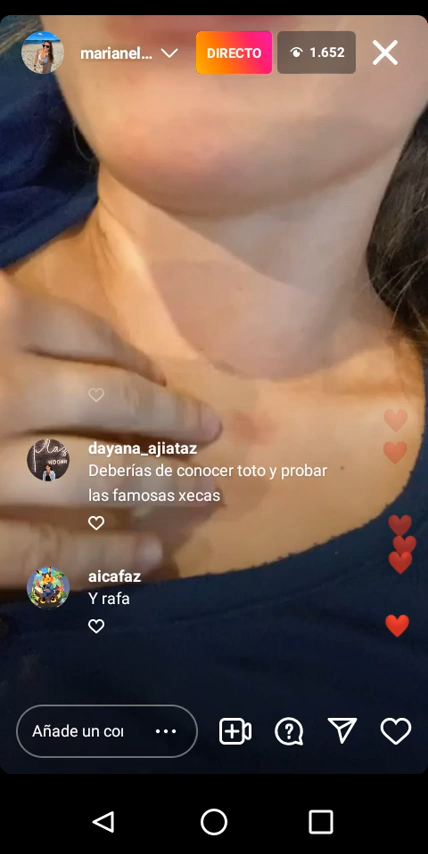 marianel...
DIRECTO
1.652
dayana_ajiataz
Deberías de conocer toto y probar
las famosas xecas
aicafaz
Y rafa
Añade un co